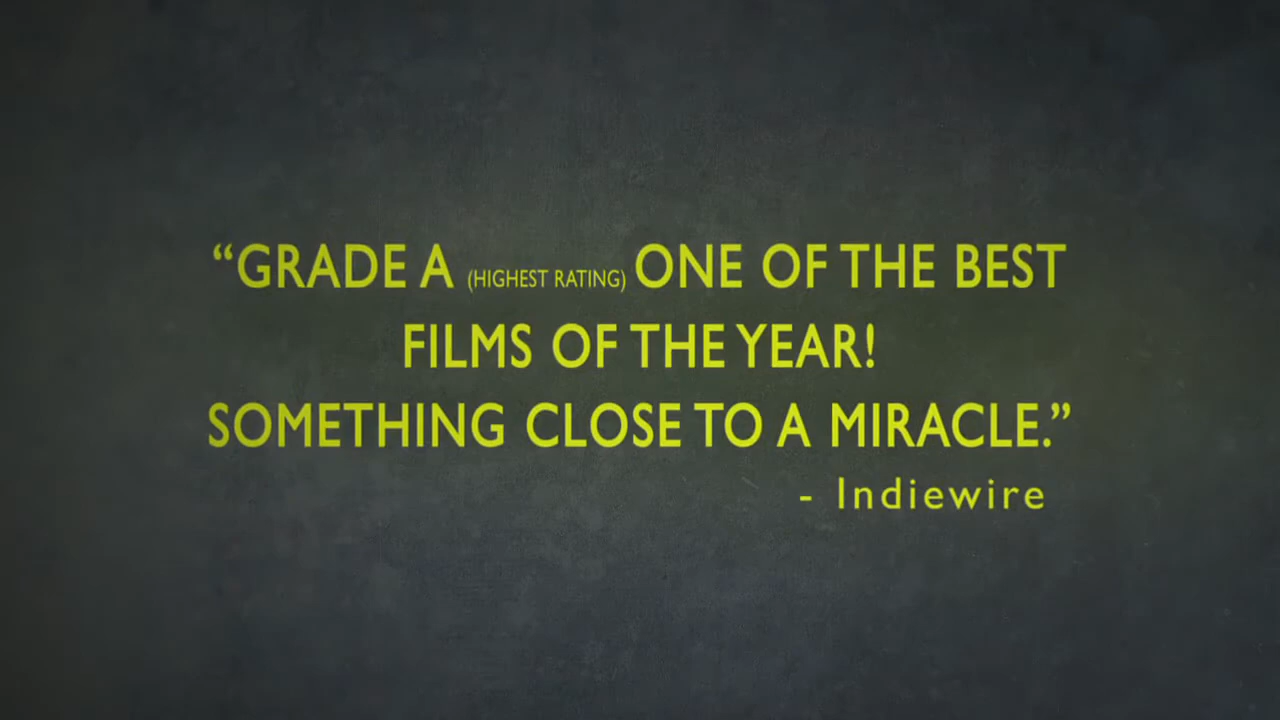 “GRADE A (HIGHEST RATING) ONE OF THE BEST
FILMS OF THE YEAR!
SOMETHING CLOSE TO A MIRACLE.”
- Indiewire